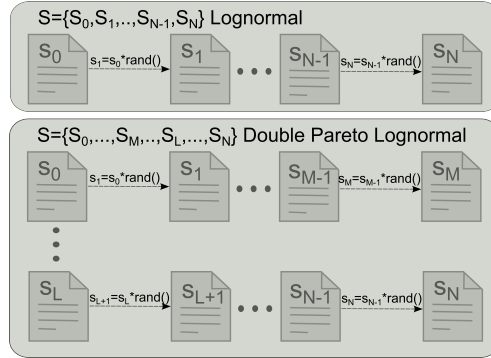 S={S0,S1,..,SN-1,SN} Lognormal
S0 s1=s0*rand() S1 SN-1 sN=sN-1*rand() SN
S={S0,...,SM,..,SL,...,SN} Double Pareto Lognormal
S0 s1=s0*rand() S1 SM-1 sM=sM-1*rand() SM
SL sL+1=sL*rand() SL+1 SN-1 sN=sN-1*rand() SN